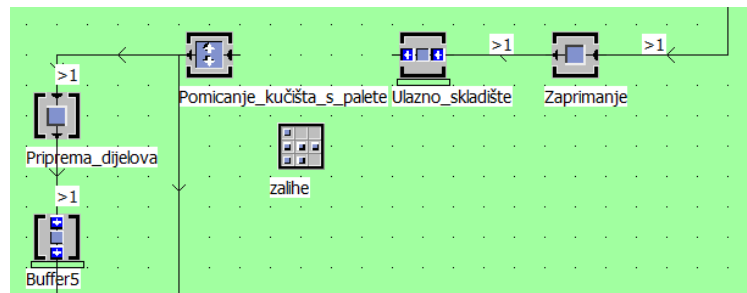 >1
>1
>1
Pomicanje_kučišta_s_palete
Ulazno_skladište
Zaprimanje
Priprema_dijelova
zalihe
>1
Buffer5